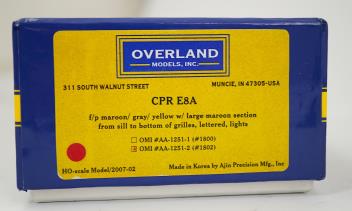 OVERLAND
MODELS, INC.
311 SOUTH WALNUT STREET MUNCIE, IN 47305-USA
CPR E8A
f/p maroon/ gray/ yellow w/ large maroon section
from sill to bottom of grilles, lettered, lights
OMI #AA-1251-1 (#1800)
OMI #AA-1251-2 (#1802)
Made in Korea by Ajin Precision Mfg., Inc
HO-scale Model/2007-02